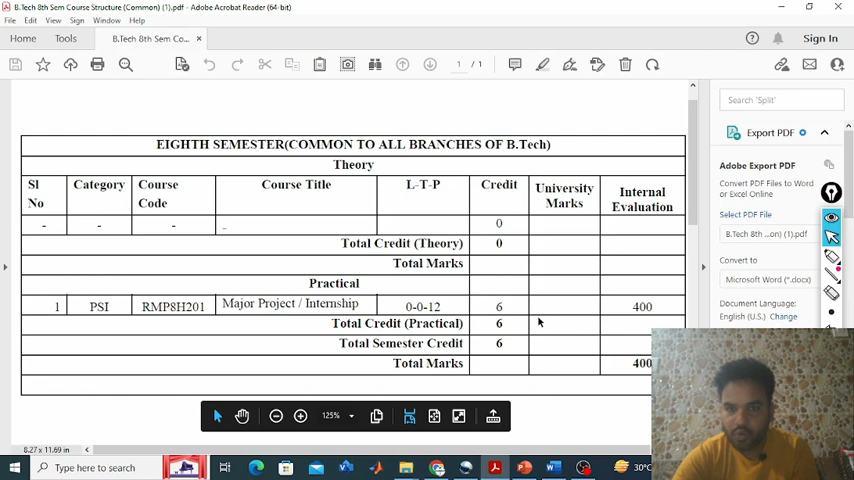 B.Tech 8th Sem Course Structure (Common) (1).pdf - Adobe Acrobat Reader (64-bit)
File Edit View Sign Window Help
Home Tools B.Tech 8th Sem Co... × Sign In
1 / 1
EIGHTH SEMESTER(COMMON TO ALL BRANCHES OF B.Tech)
Theory
Sl No Category Course Code Course Title L-T-P Credit University Marks Internal Evaluation
- - - - 0
Total Credit (Theory) 0
Total Marks
Practical
1 PSI RMP8H201 Major Project / Internship 0-0-12 6 400
Total Credit (Practical) 6
Total Semester Credit 6
Total Marks 400
125%
8.27 x 11.69 in
Search 'Split'
Export PDF
Adobe Export PDF
Convert PDF Files to Word
or Excel Online
Select PDF File
B.Tech 8th ...on) (1).pdf
Convert to
Microsoft Word (*.docx)
Document Language:
English (U.S.) Change
Type here to search
30°C